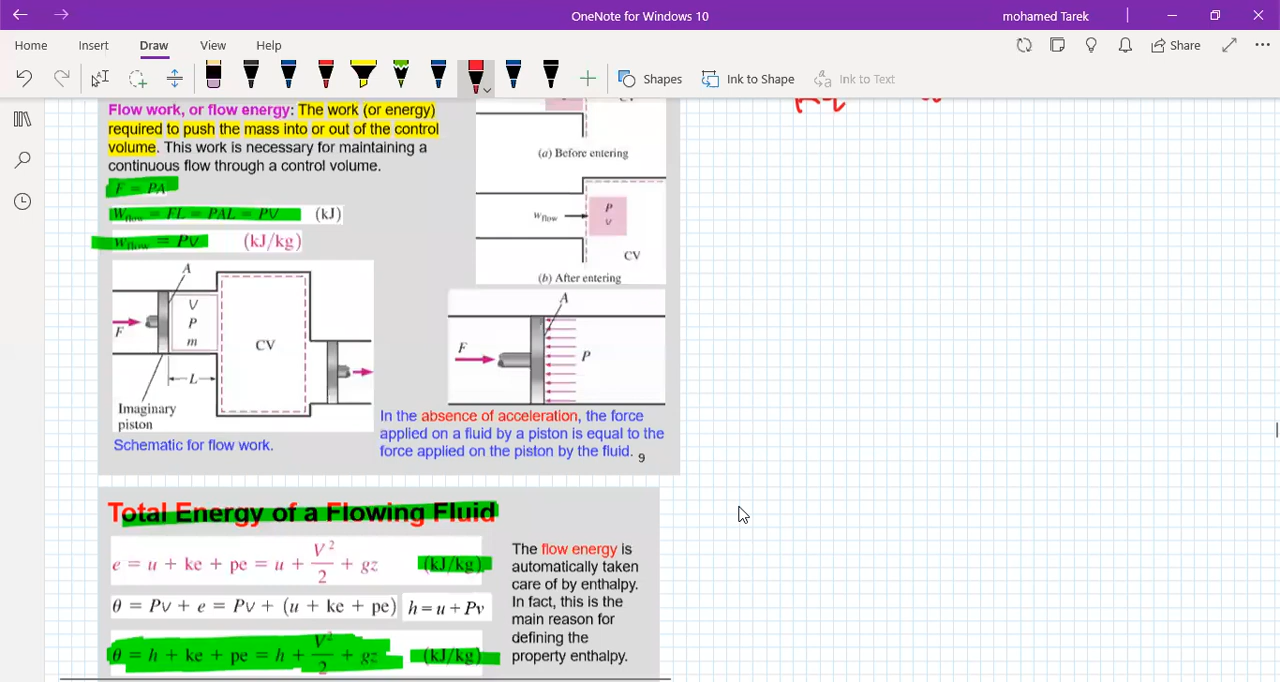 OneNote for Windows 10
mohamed Tarek
Home Insert Draw View Help
Share
Shapes
Ink to Shape
Ink to Text
Flow work, or flow energy: The work (or energy)
required to push the mass into or out of the control
volume. This work is necessary for maintaining a
continuous flow through a control volume.
F = PA
Wflow = FL = PAL = PV (kJ)
wflow = Pv (kJ/kg)
CV
(a) Before entering
wflow
P
v
CV
(b) After entering
A
F
V
P
m
CV
L
Imaginary
piston
Schematic for flow work.
A
F
P
In the absence of acceleration, the force
applied on a fluid by a piston is equal to the
force applied on the piston by the fluid.
9
Total Energy of a Flowing Fluid
e = u + ke + pe = u + V²/2 + gz (kJ/kg)
θ = Pv + e = Pv + (u + ke + pe) h = u + Pv
θ = h + ke + pe = h + V²/2 + gz (kJ/kg)
The flow energy is
automatically taken
care of by enthalpy.
In fact, this is the
main reason for
defining the
property enthalpy.